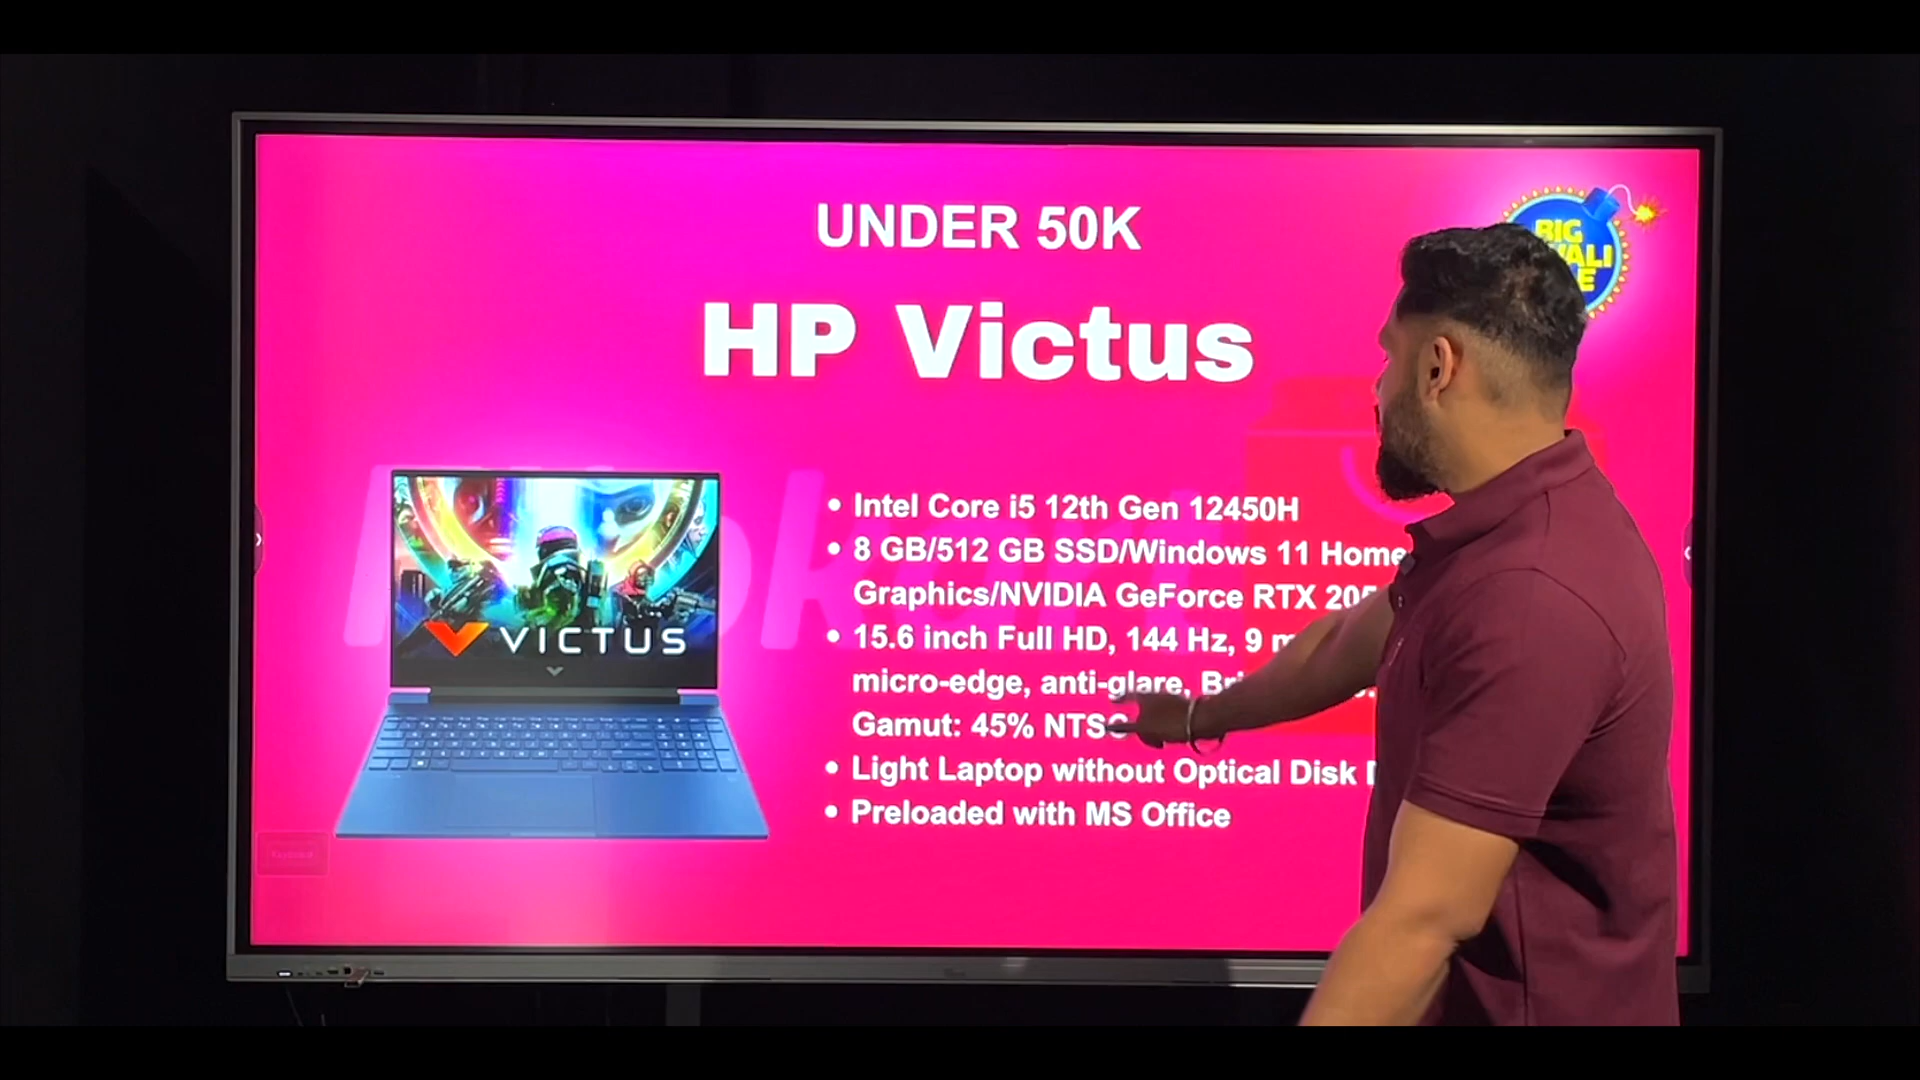 UNDER 50K
BIG
HP Victus
Intel Core i5 12th Gen 12450H
8 GB/512 GB SSD/Windows 11 Home
Graphics/NVIDIA GeForce RTX
15.6 inch Full HD, 144 Hz, 9
micro-edge, anti-glare,
Gamut: 45% NTSC
Light Laptop without Optical Disk
Preloaded with MS Office
VICTUS
Keyboard